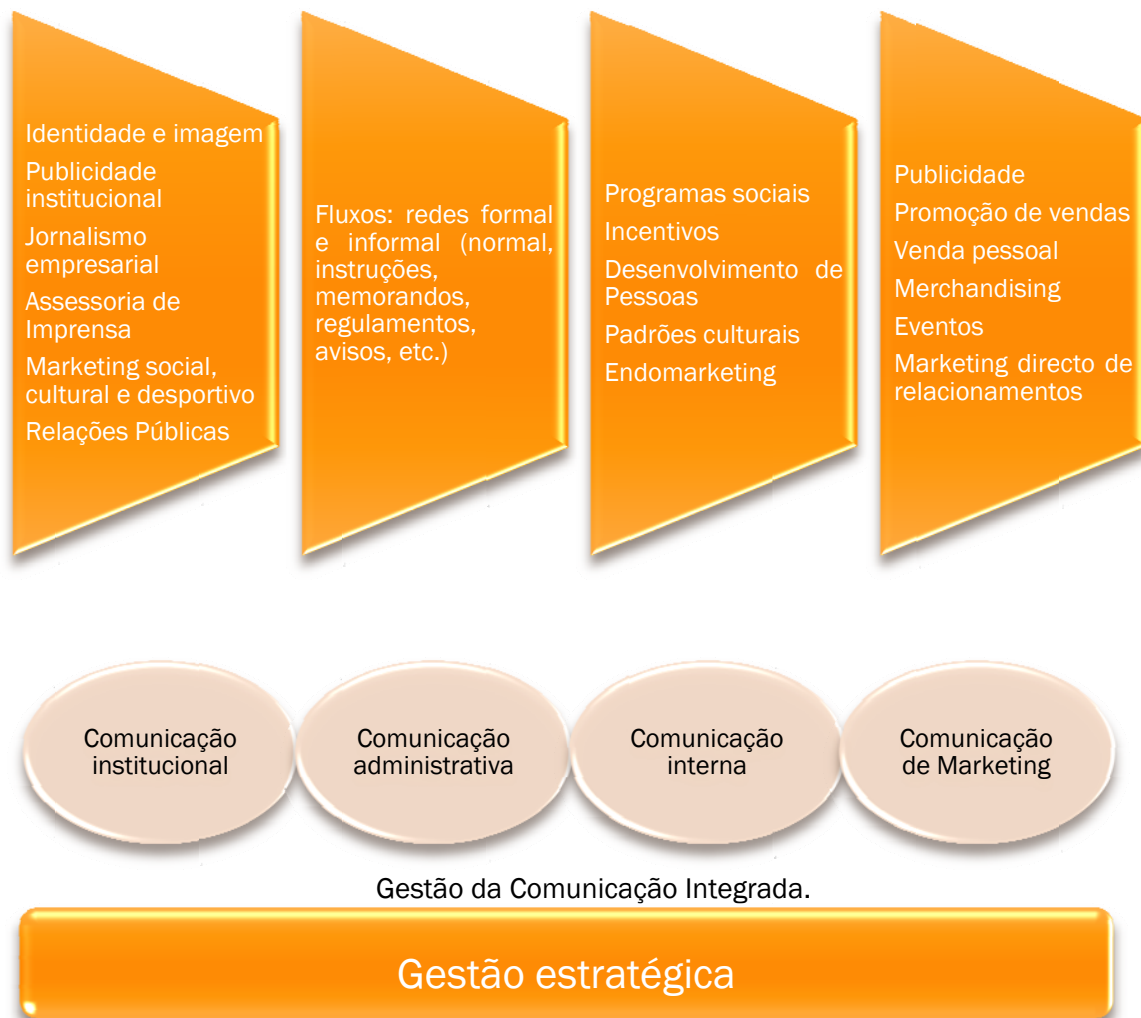 Identidade e imagem
Publicidade
institucional
Jornalismo
empresarial
Assessoria de
Imprensa
Marketing social,
cultural e desportivo
Relações Públicas
Fluxos: redes formal
e informal (normal,
instruções,
memorandos,
regulamentos,
avisos, etc.)
Programas sociais
Incentivos
Desenvolvimento de
Pessoas
Padrões culturais
Endomarketing
Publicidade
Promoção de vendas
Venda pessoal
Merchandising
Eventos
Marketing directo de
relacionamentos
Comunicação
institucional
Comunicação
administrativa
Comunicação
interna
Comunicação
de Marketing
Gestão da Comunicação Integrada.
Gestão estratégica